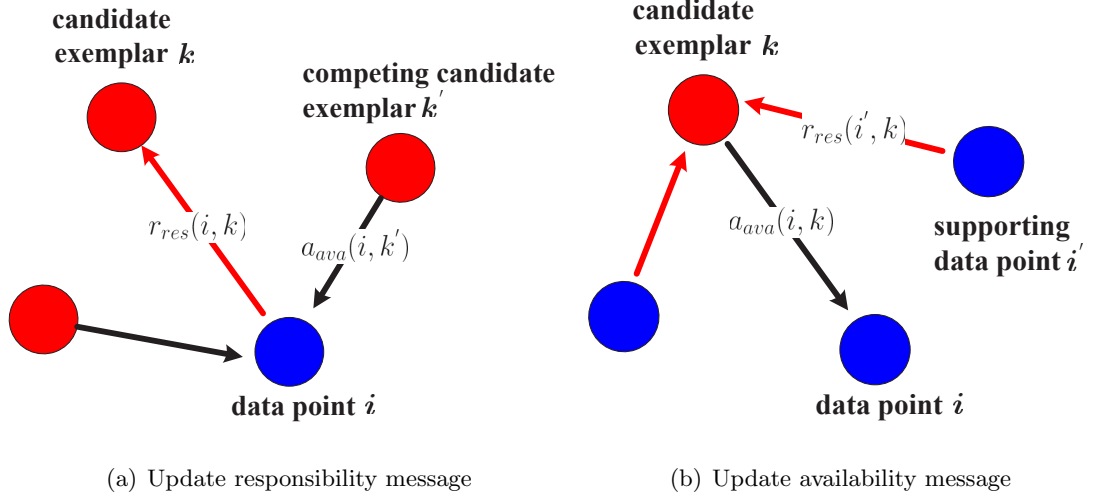 candidate
exemplar k
competing candidate
exemplar k'
r_res(i, k)
a_ava(i, k')
data point i
(a) Update responsibility message
candidate
exemplar k
r_res(i', k)
a_ava(i, k)
supporting
data point i'
data point i
(b) Update availability message